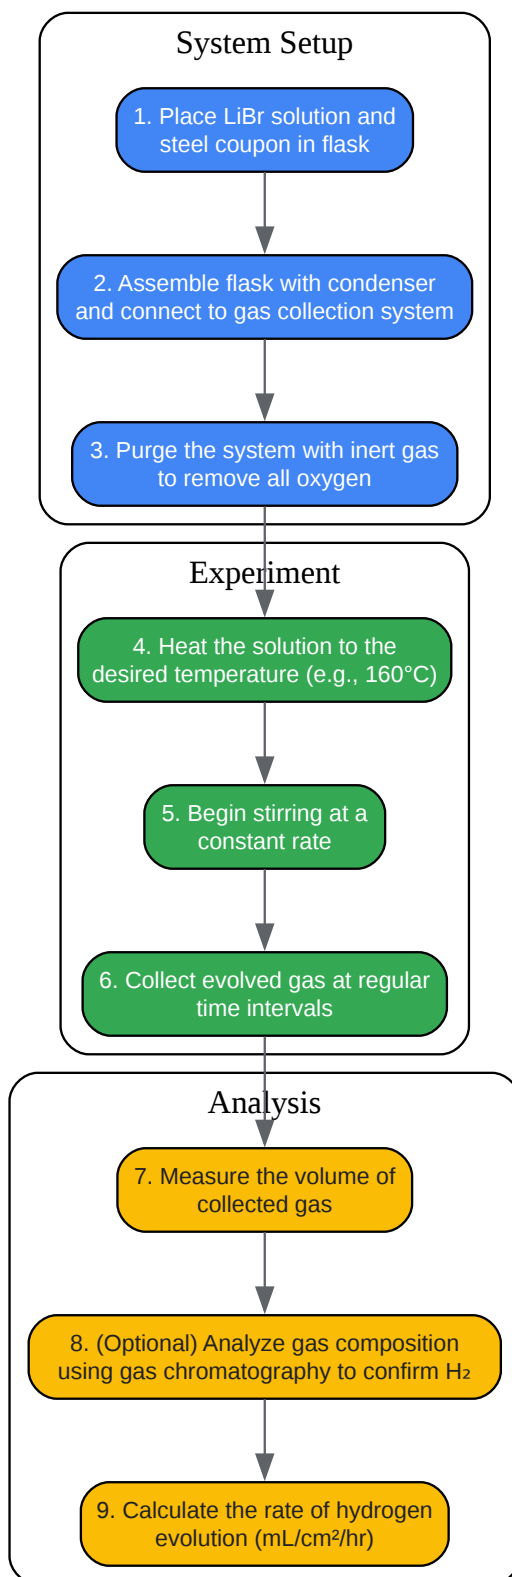 System Setup
1. Place LiBr solution and
steel coupon in flask
2. Assemble flask with condenser
and connect to gas collection system
3. Purge the system with inert gas
to remove all oxygen
Experiment
4. Heat the solution to the
desired temperature (e.g., 160°C)
5. Begin stirring at a
constant rate
6. Collect evolved gas at regular
time intervals
Analysis
7. Measure the volume of
collected gas
8. (Optional) Analyze gas composition
using gas chromatography to confirm H₂
9. Calculate the rate of hydrogen
evolution (mL/cm²/hr)